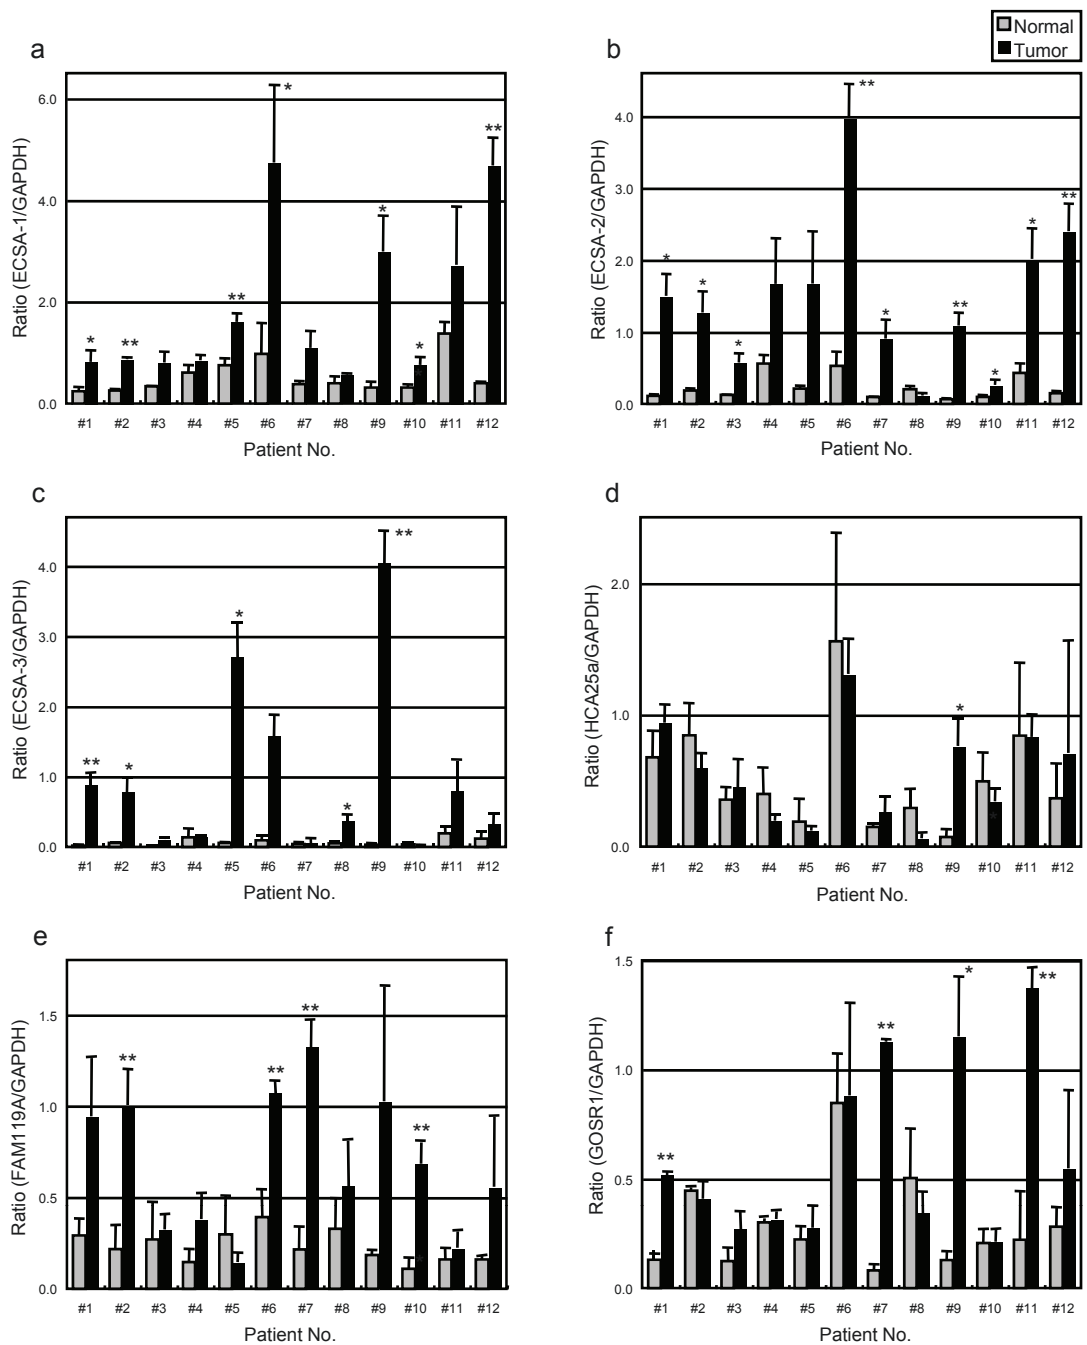 Normal
Tumor
a
Ratio (ECSA-1/GAPDH)
6.0
4.0
2.0
0.0
* ** ** * * * **
#1 #2 #3 #4 #5 #6 #7 #8 #9 #10 #11 #12
Patient No.
b
Ratio (ECSA-2/GAPDH)
4.0
3.0
2.0
1.0
0.0
* * * ** * ** * * **
#1 #2 #3 #4 #5 #6 #7 #8 #9 #10 #11 #12
Patient No.
c
Ratio (ECSA-3/GAPDH)
4.0
3.0
2.0
1.0
0.0
** * * * **
#1 #2 #3 #4 #5 #6 #7 #8 #9 #10 #11 #12
Patient No.
d
Ratio (HCA25a/GAPDH)
2.0
1.0
0.0
*
#1 #2 #3 #4 #5 #6 #7 #8 #9 #10 #11 #12
Patient No.
e
Ratio (FAM119A/GAPDH)
1.5
1.0
0.5
0.0
** ** ** **
#1 #2 #3 #4 #5 #6 #7 #8 #9 #10 #11 #12
Patient No.
f
Ratio (GOSR1/GAPDH)
1.5
1.0
0.5
0.0
** ** * **
#1 #2 #3 #4 #5 #6 #7 #8 #9 #10 #11 #12
Patient No.